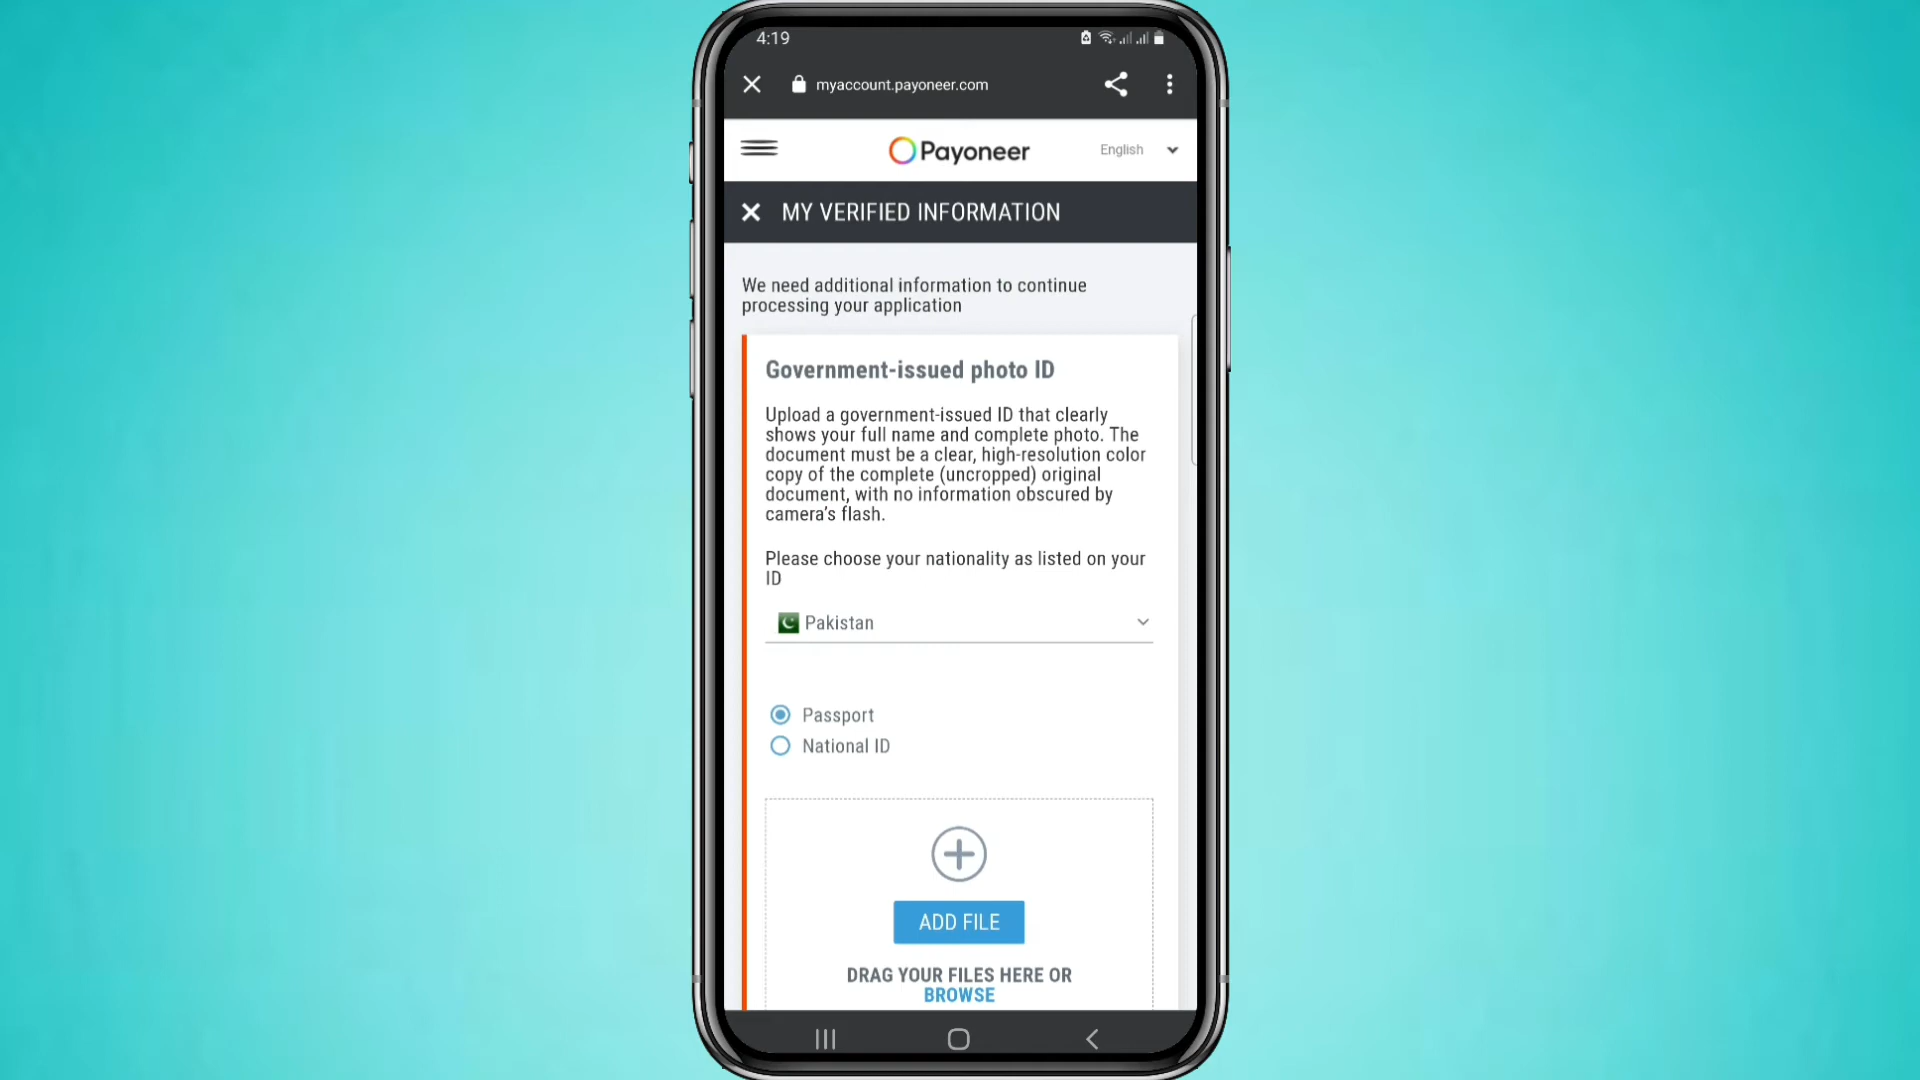 4:19
myaccount.payoneer.com
Payoneer
English
MY VERIFIED INFORMATION
We need additional information to continue
processing your application
Government-issued photo ID
Upload a government-issued ID that clearly
shows your full name and complete photo. The
document must be a clear, high-resolution color
copy of the complete (uncropped) original
document, with no information obscured by
camera’s flash.
Please choose your nationality as listed on your
ID
Pakistan
Passport
National ID
ADD FILE
DRAG YOUR FILES HERE OR
BROWSE